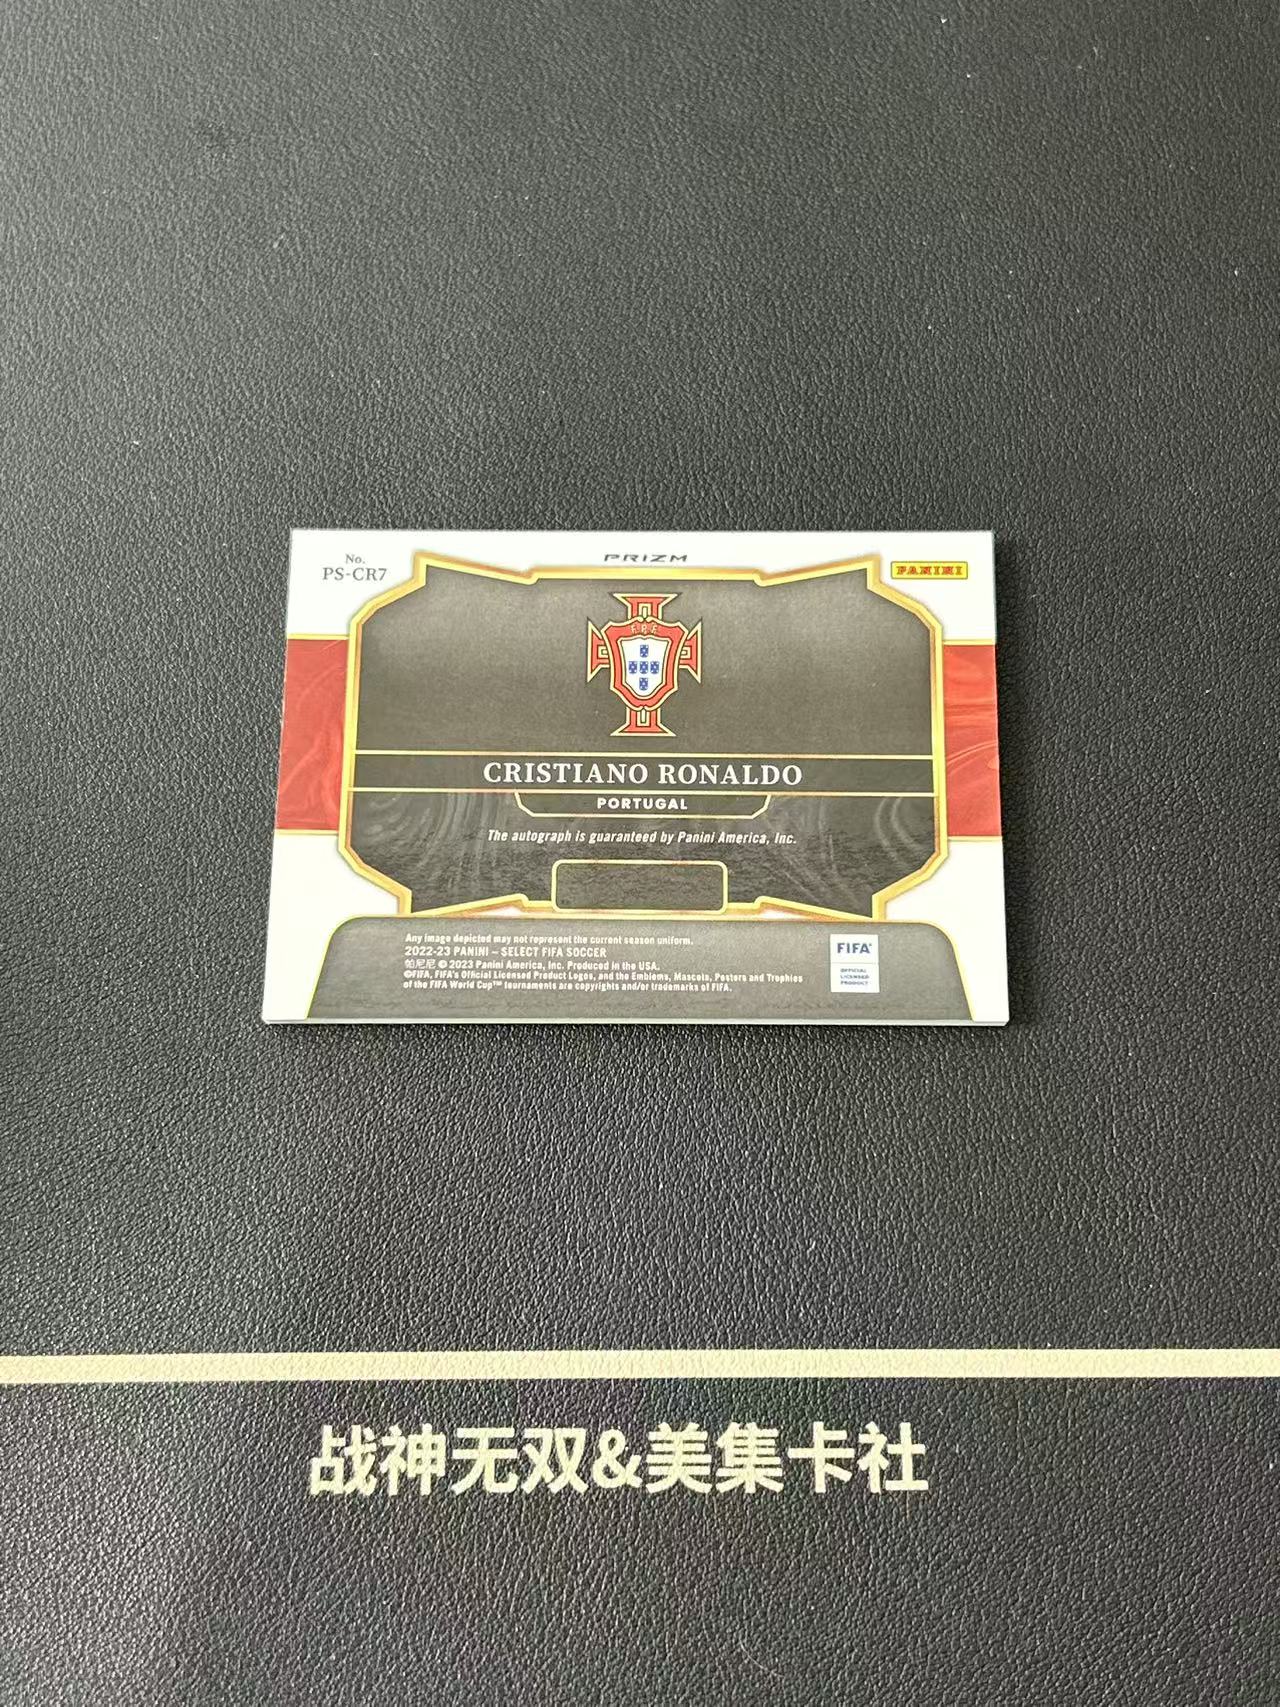 No.
PS-CR7
PRIZM
PANINI
F.P.F.
CRISTIANO RONALDO
PORTUGAL
The autograph is guaranteed by Panini America, Inc.
Any image depicted may not represent the current season uniform.
2022-23 PANINI – SELECT FIFA SOCCER
帕尼尼 © 2023 Panini America, Inc. Produced in the USA.
©FIFA, FIFA's Official Licensed Product Logos, and the Emblems, Mascots, Posters and Trophies
of the FIFA World Cup™ tournaments are copyrights and/or trademarks of FIFA.
FIFA®
OFFICIAL
LICENSED
PRODUCT
战神无双&美集卡社